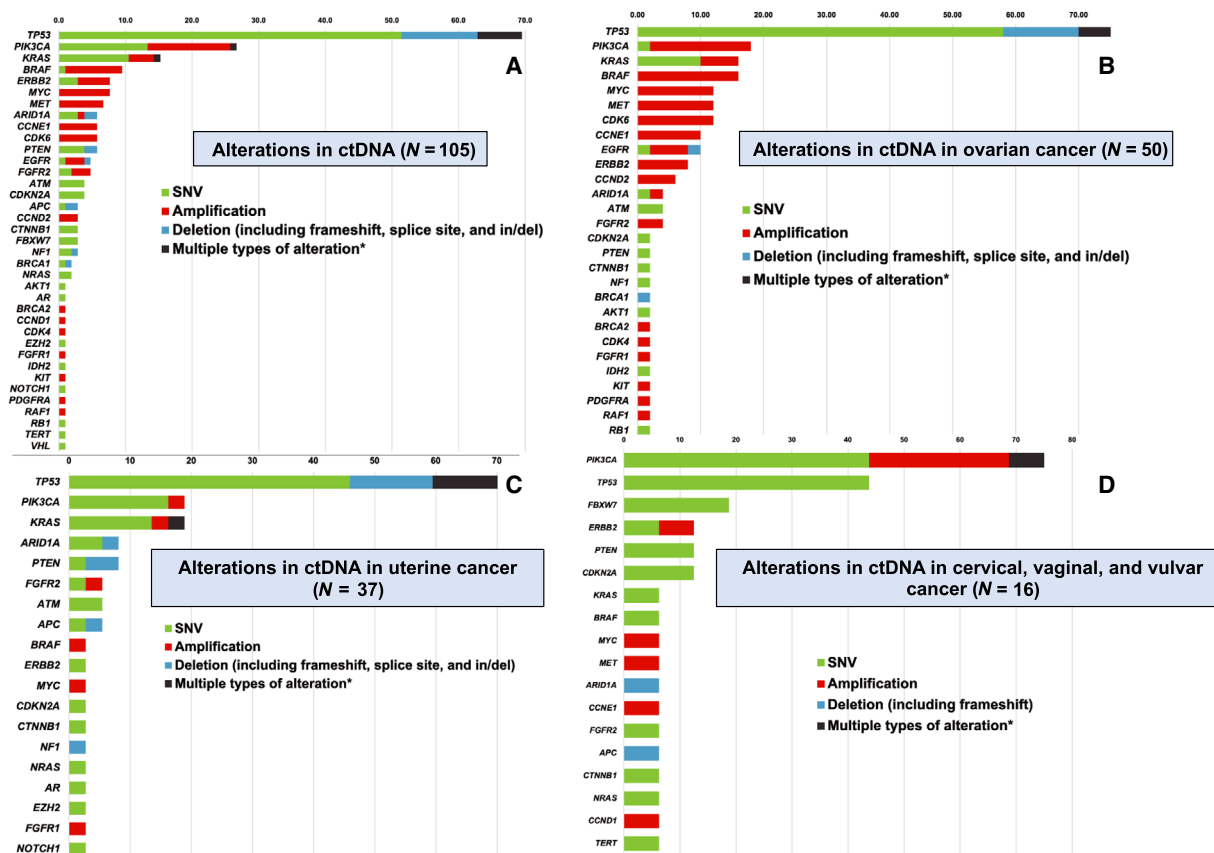 0.0 10.0 20.0 30.0 40.0 50.0 60.0 70.0
TP53
PIK3CA
KRAS
BRAF
ERBB2
MYC
MET
ARID1A
CCNE1
CDK6
PTEN
EGFR
FGFR2
ATM
CDKN2A
APC
CCND2
CTNNB1
FBXW7
NF1
BRCA1
NRAS
AKT1
AR
BRCA2
CCND1
CDK4
EZH2
FGFR1
IDH2
KIT
NOTCH1
PDGFRA
RAF1
RB1
TERT
VHL
A
Alterations in ctDNA (N = 105)
SNV
Amplification
Deletion (including frameshift, splice site, and in/del)
Multiple types of alteration*
0.00 10.00 20.00 30.00 40.00 50.00 60.00 70.00
TP53
PIK3CA
KRAS
BRAF
MYC
MET
CDK6
CCNE1
EGFR
ERBB2
CCND2
ARID1A
ATM
FGFR2
CDKN2A
PTEN
CTNNB1
NF1
BRCA1
AKT1
BRCA2
CDK4
FGFR1
IDH2
KIT
PDGFRA
RAF1
RB1
B
Alterations in ctDNA in ovarian cancer (N = 50)
SNV
Amplification
Deletion (including frameshift, splice site, and in/del)
Multiple types of alteration*
0 10 20 30 40 50 60 70
TP53
PIK3CA
KRAS
ARID1A
PTEN
FGFR2
ATM
APC
BRAF
ERBB2
MYC
CDKN2A
CTNNB1
NF1
NRAS
AR
EZH2
FGFR1
NOTCH1
C
Alterations in ctDNA in uterine cancer
(N = 37)
SNV
Amplification
Deletion (including frameshift, splice site, and in/del)
Multiple types of alteration*
0 10 20 30 40 50 60 70 80
PIK3CA
TP53
FBXW7
ERBB2
PTEN
CDKN2A
KRAS
BRAF
MYC
MET
ARID1A
CCNE1
FGFR2
APC
CTNNB1
NRAS
CCND1
TERT
D
Alterations in ctDNA in cervical, vaginal, and vulvar
cancer (N = 16)
SNV
Amplification
Deletion (including frameshift)
Multiple types of alteration*